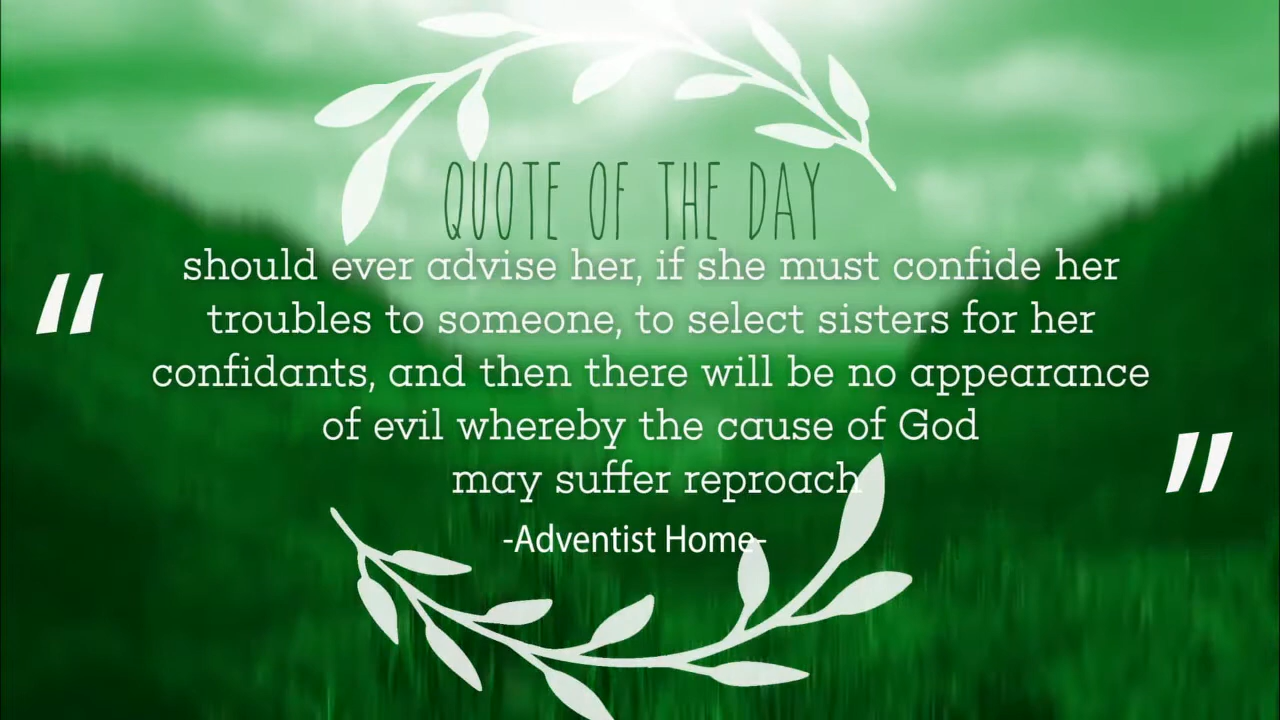 QUOTE OF THE DAY
“
should ever advise her, if she must confide her
troubles to someone, to select sisters for her
confidants, and then there will be no appearance
of evil whereby the cause of God
may suffer reproach
”
-Adventist Home-